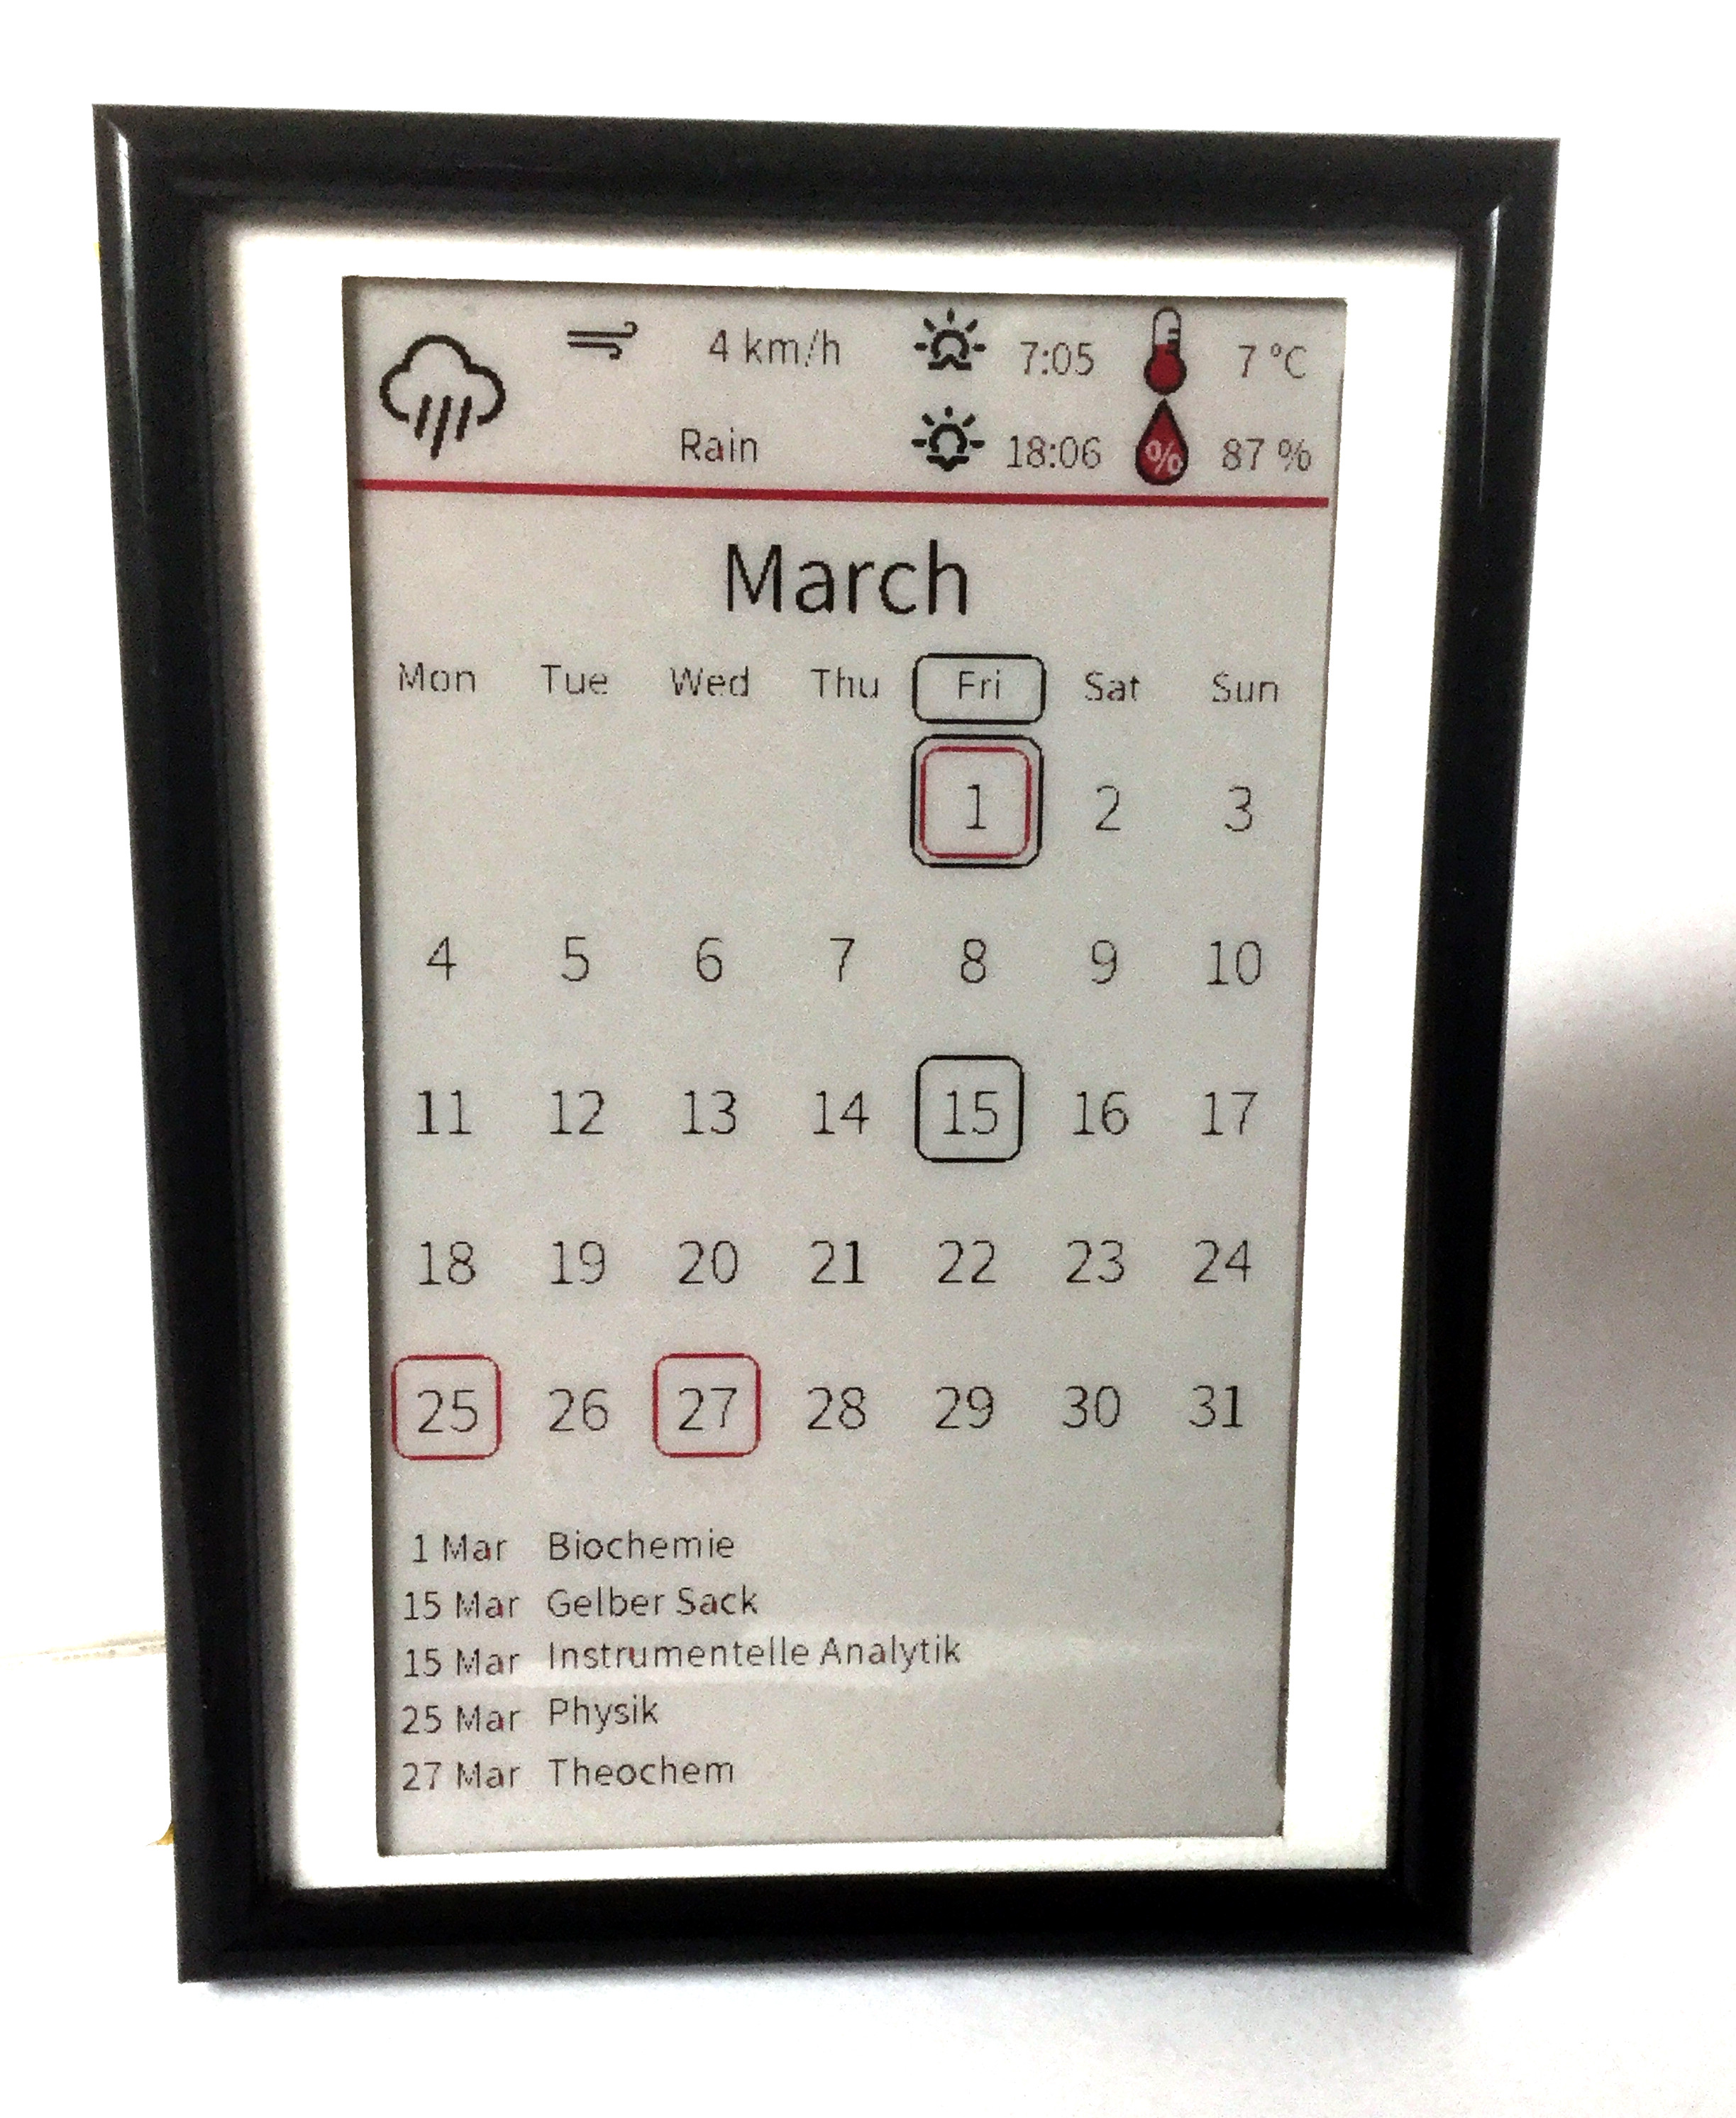 4 km/h 7:05 7 °C
Rain 18:06 % 87 %
March
Mon Tue Wed Thu Fri Sat Sun
1 2 3
4 5 6 7 8 9 10
11 12 13 14 15 16 17
18 19 20 21 22 23 24
25 26 27 28 29 30 31
1 Mar Biochemie
15 Mar Gelber Sack
15 Mar Instrumentelle Analytik
25 Mar Physik
27 Mar Theochem